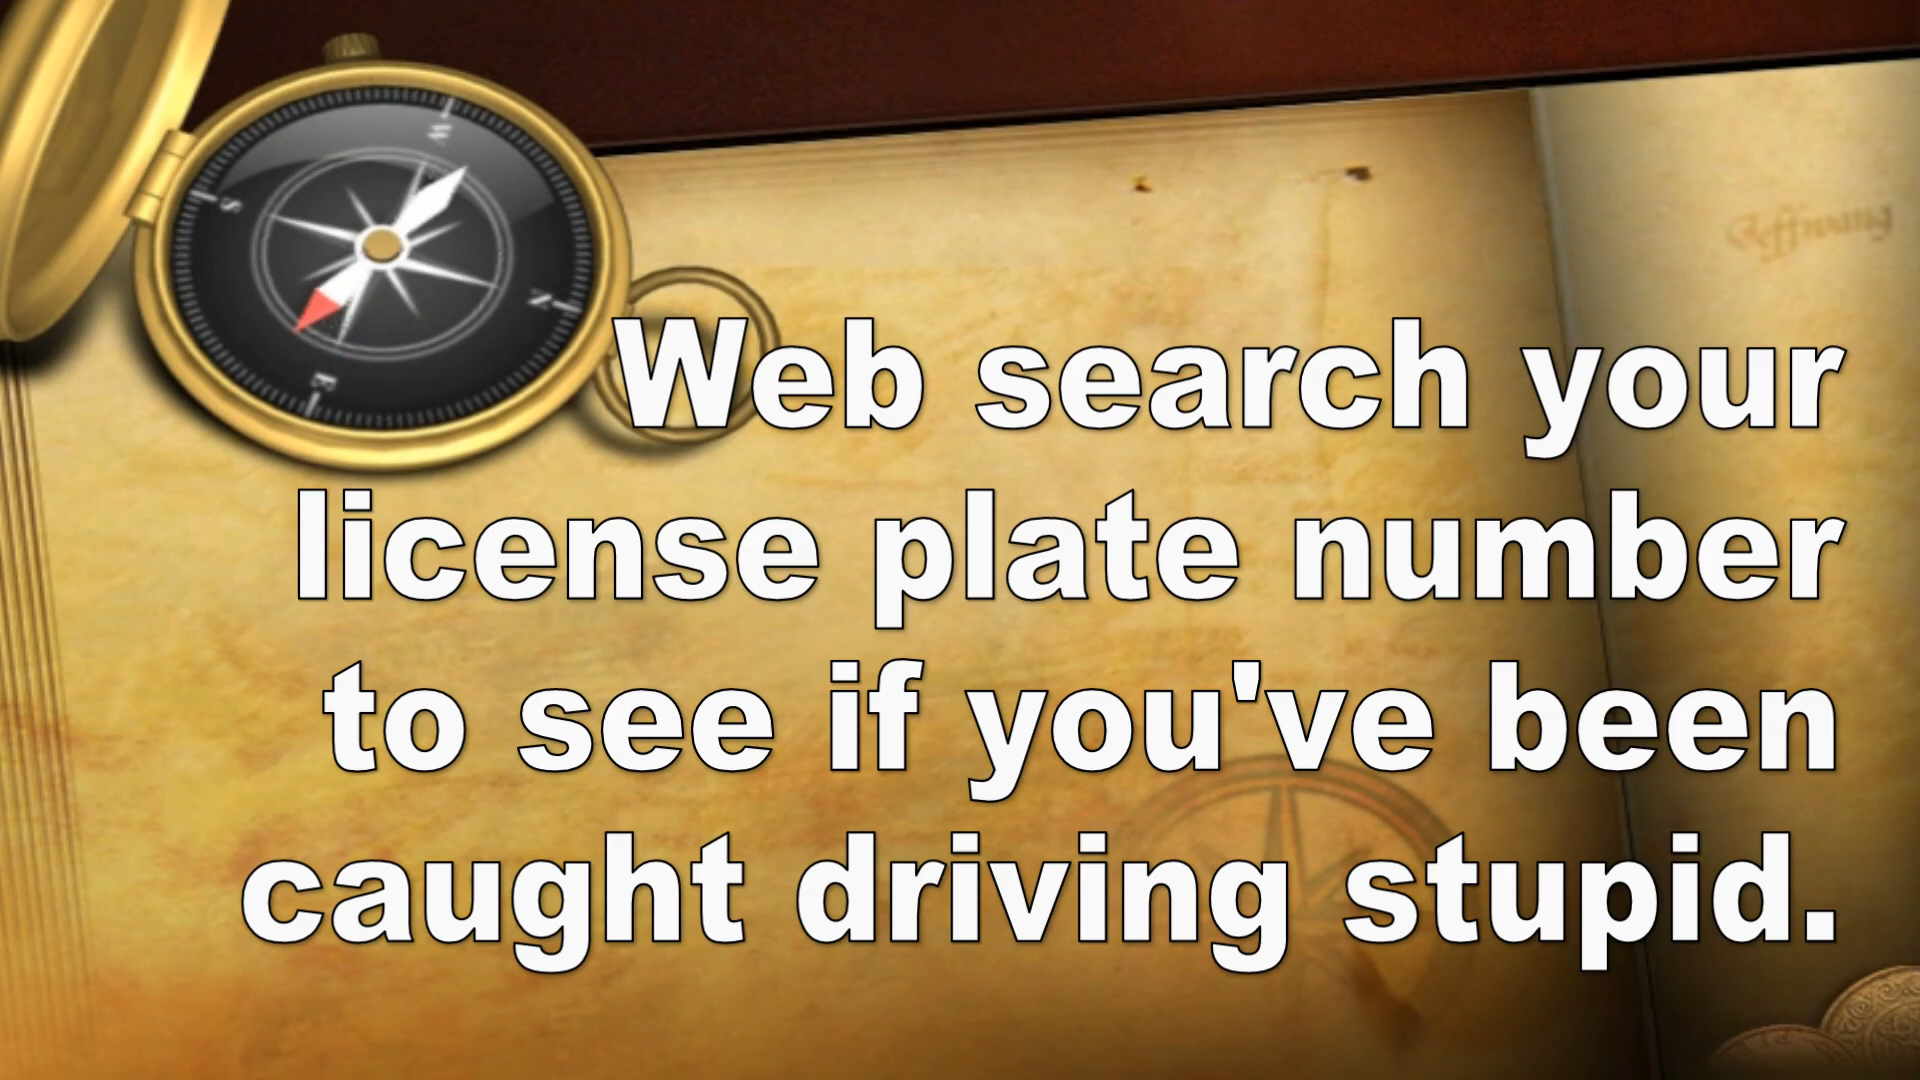 W
S
N
E
Web search your
license plate number
to see if you've been
caught driving stupid.